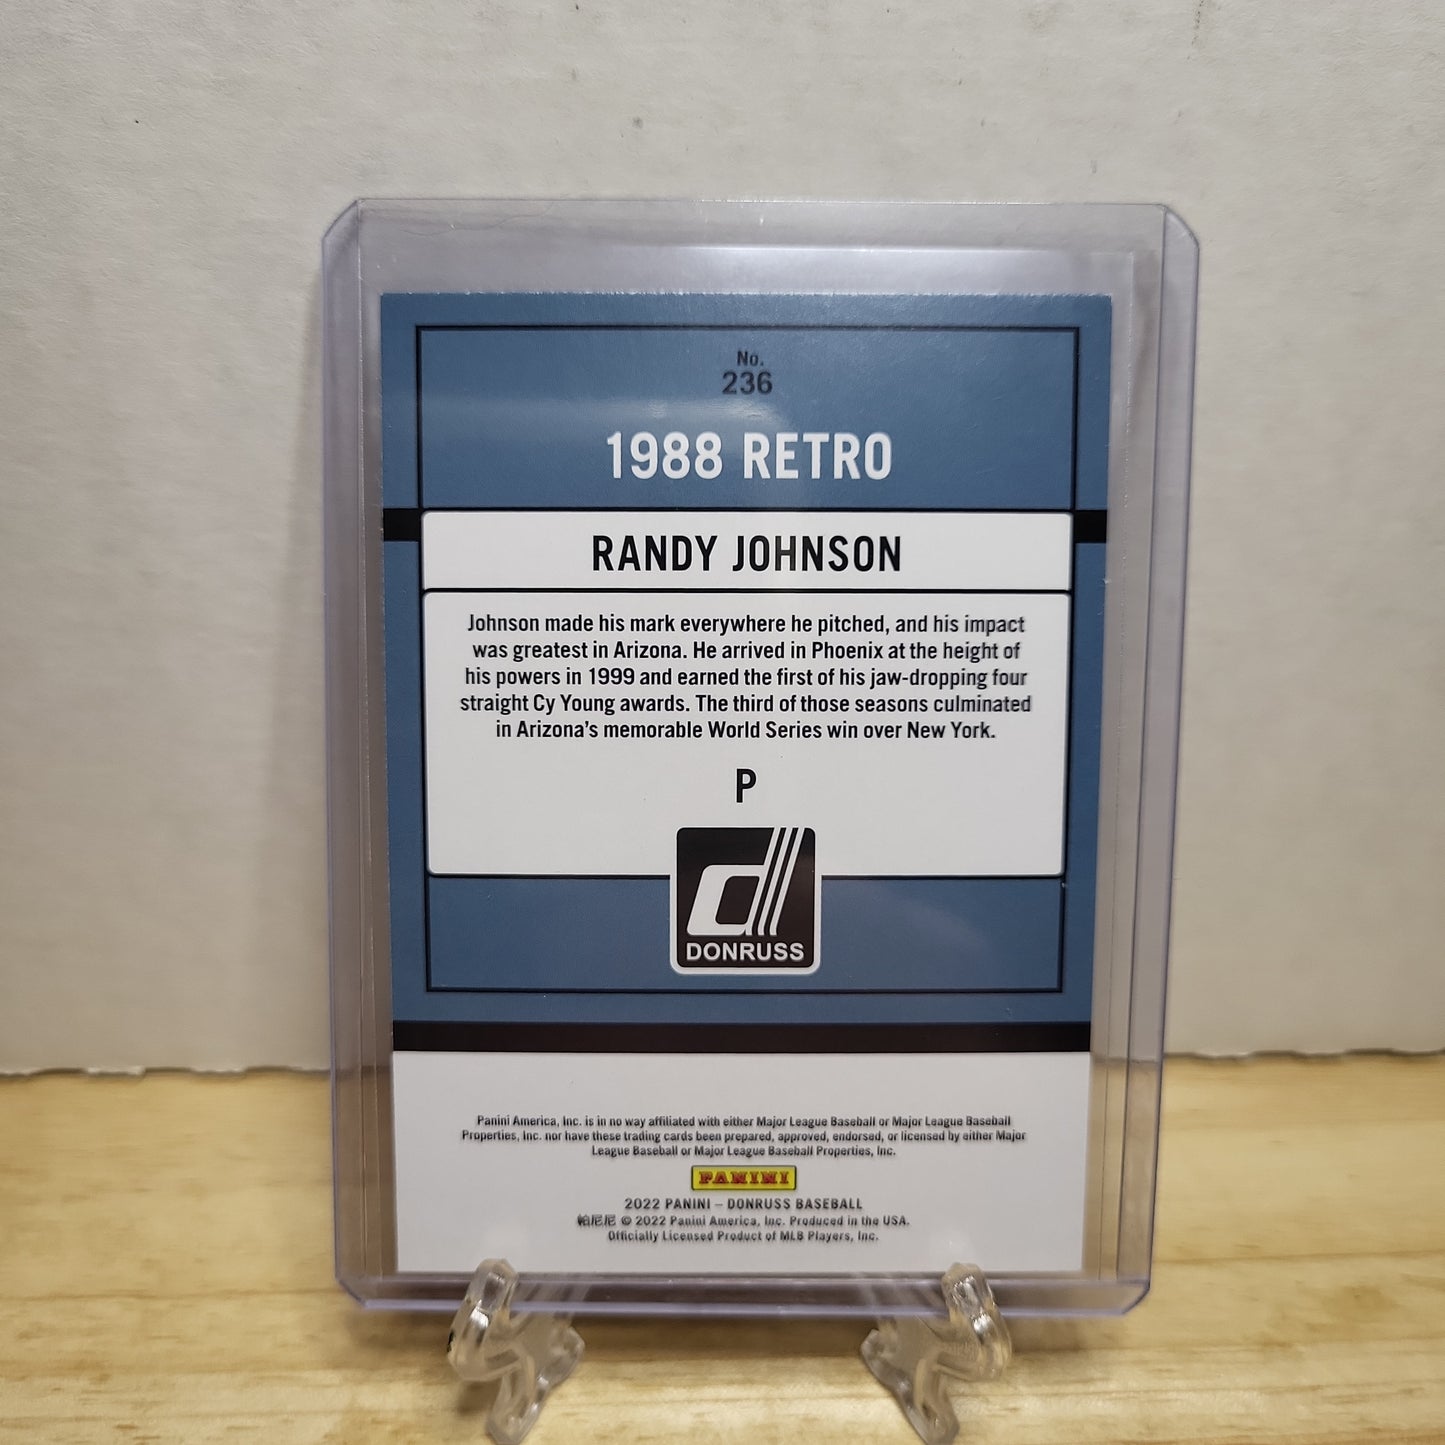 No.
236
1988 RETRO
RANDY JOHNSON
Johnson made his mark everywhere he pitched, and his impact
was greatest in Arizona. He arrived in Phoenix at the height of
his powers in 1999 and earned the first of his jaw-dropping four
straight Cy Young awards. The third of those seasons culminated
in Arizona's memorable World Series win over New York.
P
d
DONRUSS
Panini America, Inc. is in no way affiliated with either Major League Baseball or Major League Baseball
Properties, Inc. nor have these trading cards been prepared, approved, endorsed, or licensed by either Major
League Baseball or Major League Baseball Properties, Inc.
PANINI
2022 PANINI – DONRUSS BASEBALL
帕尼尼 © 2022 Panini America, Inc. Produced in the USA.
Officially Licensed Product of MLB Players, Inc.